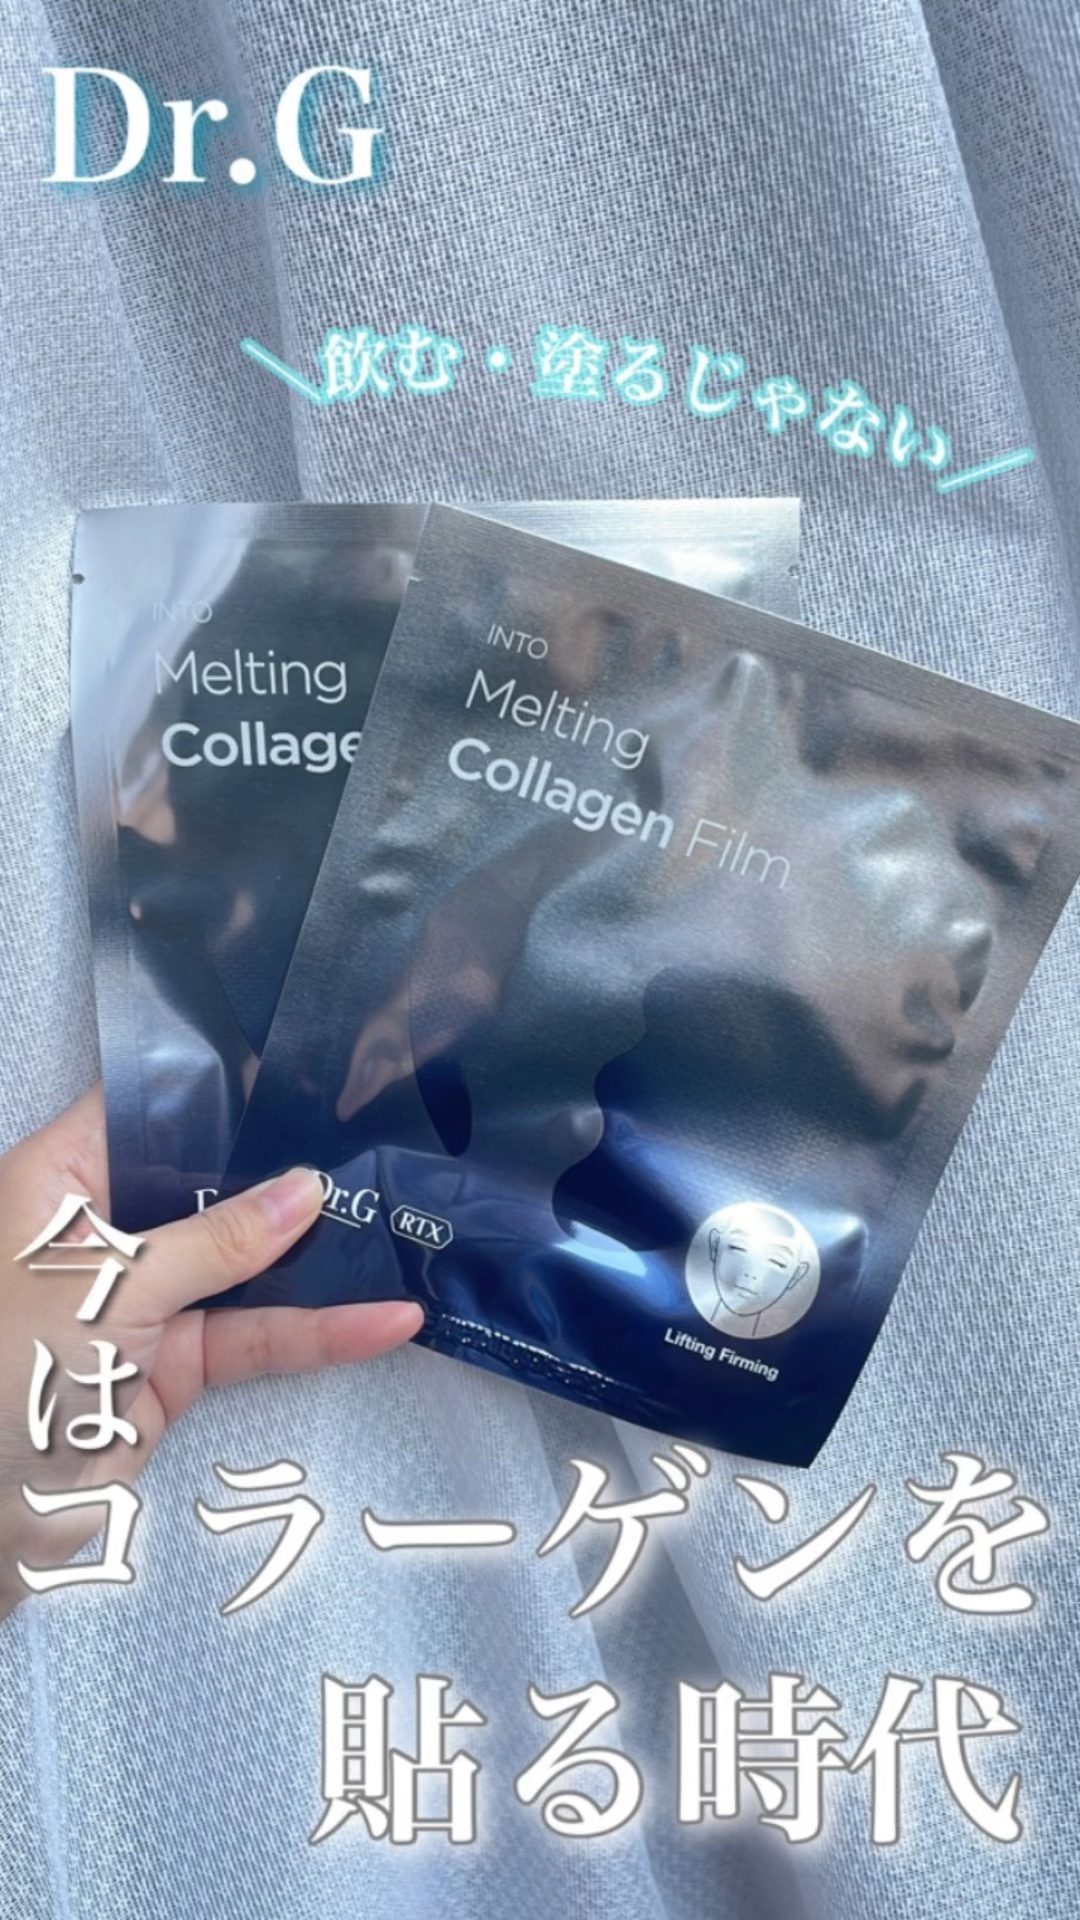 Dr.G
＼飲む・塗るじゃない／
INTO
Melting
Collage
INTO
Melting
Collagen Film
Dr.G RTX
Lifting Firming
今は
コラーゲンを
貼る時代